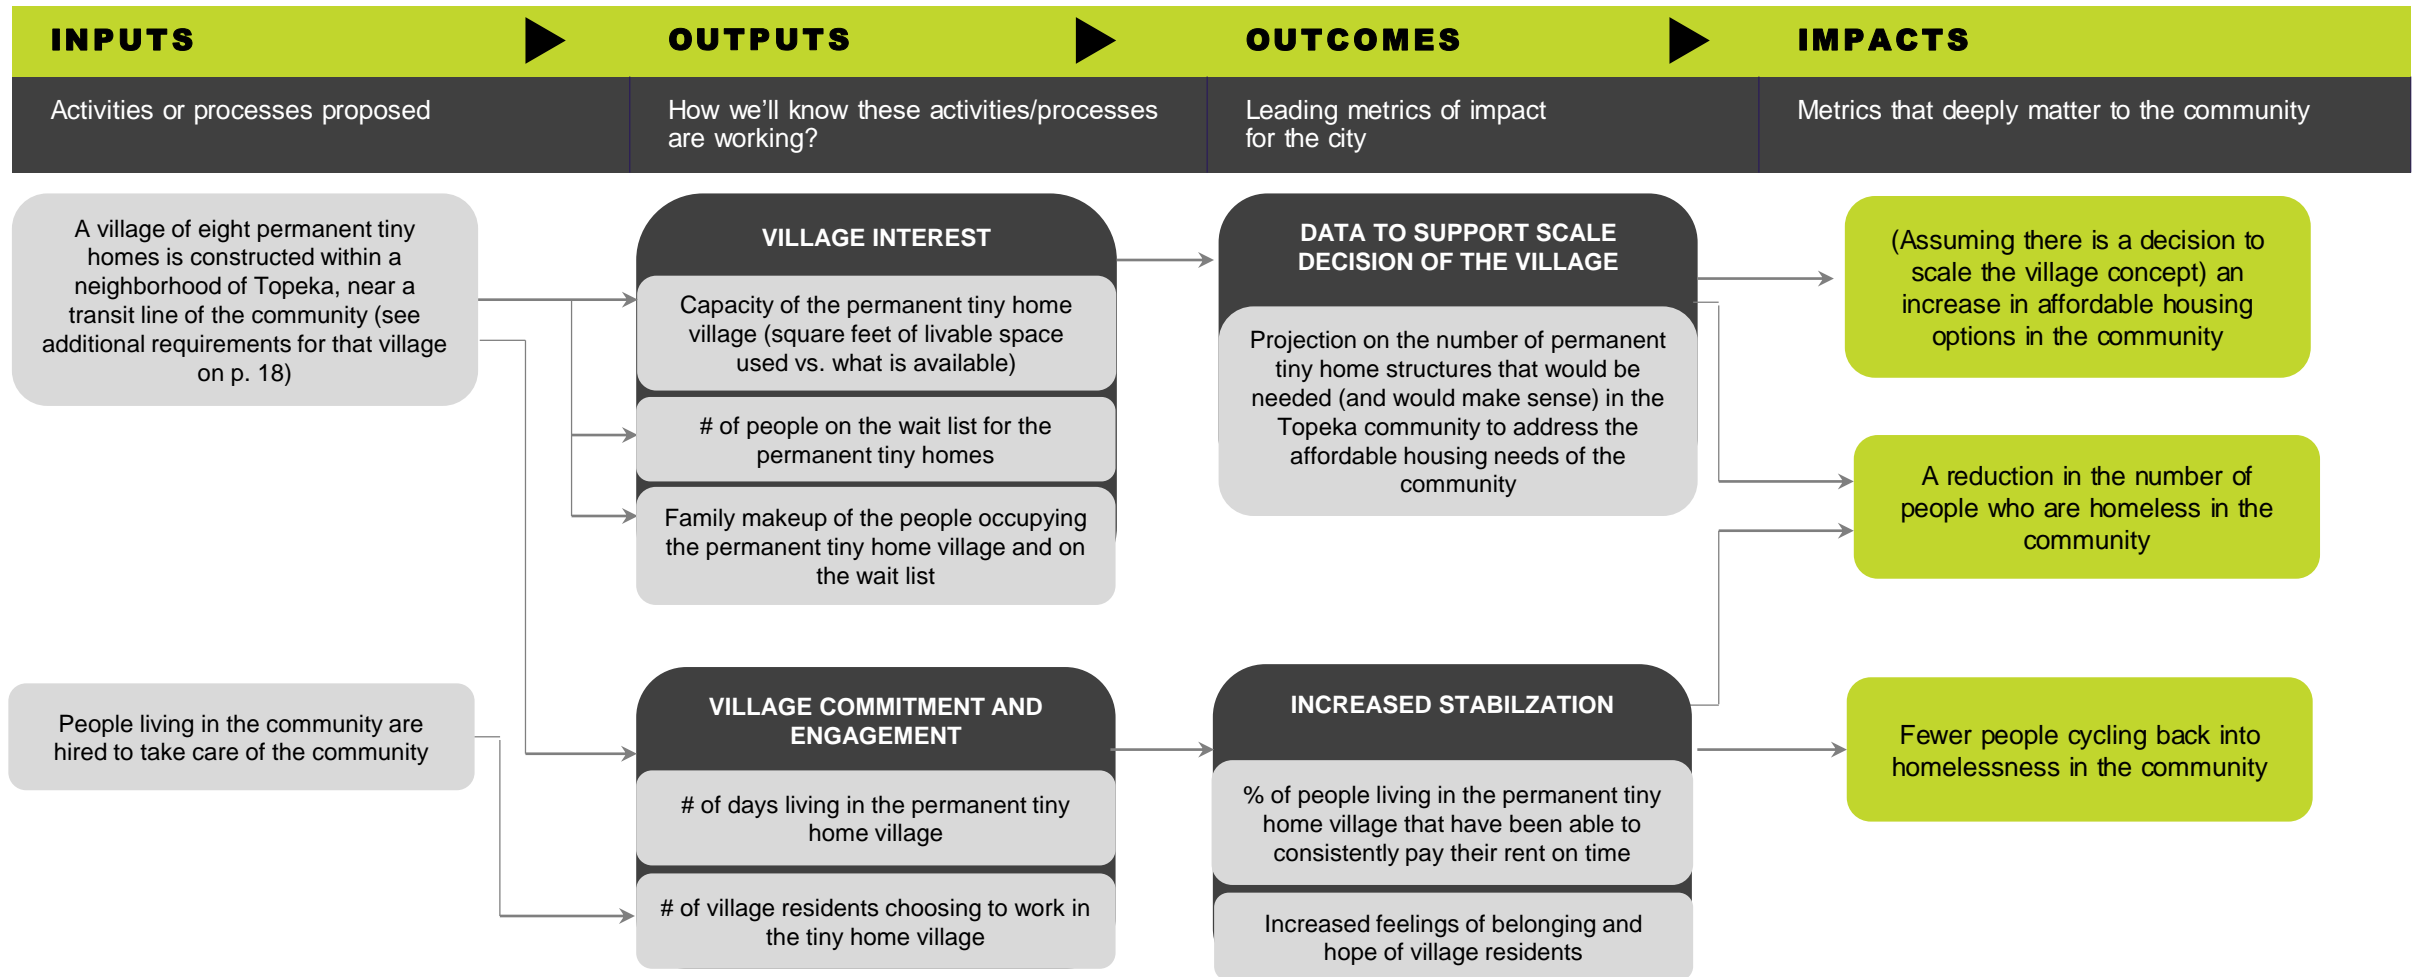 INPUTS
OUTPUTS
OUTCOMES
IMPACTS
Activities or processes proposed
How we'll know these activities/processes
are working?
Leading metrics of impact
for the city
Metrics that deeply matter to the community
A village of eight permanent tiny
homes is constructed within a
neighborhood of Topeka, near a
transit line of the community (see
additional requirements for that village
on p. 18)
People living in the community are
hired to take care of the community
VILLAGE INTEREST
Capacity of the permanent tiny home
village (square feet of livable space
used vs. what is available)
# of people on the wait list for the
permanent tiny homes
Family makeup of the people occupying
the permanent tiny home village and on
the wait list
VILLAGE COMMITMENT AND
ENGAGEMENT
# of days living in the permanent tiny
home village
# of village residents choosing to work in
the tiny home village
DATA TO SUPPORT SCALE
DECISION OF THE VILLAGE
Projection on the number of permanent
tiny home structures that would be
needed (and would make sense) in the
Topeka community to address the
affordable housing needs of the
community
INCREASED STABILZATION
% of people living in the permanent tiny
home village that have been able to
consistently pay their rent on time
Increased feelings of belonging and
hope of village residents
(Assuming there is a decision to
scale the village concept) an
increase in affordable housing
options in the community
A reduction in the number of
people who are homeless in the
community
Fewer people cycling back into
homelessness in the community